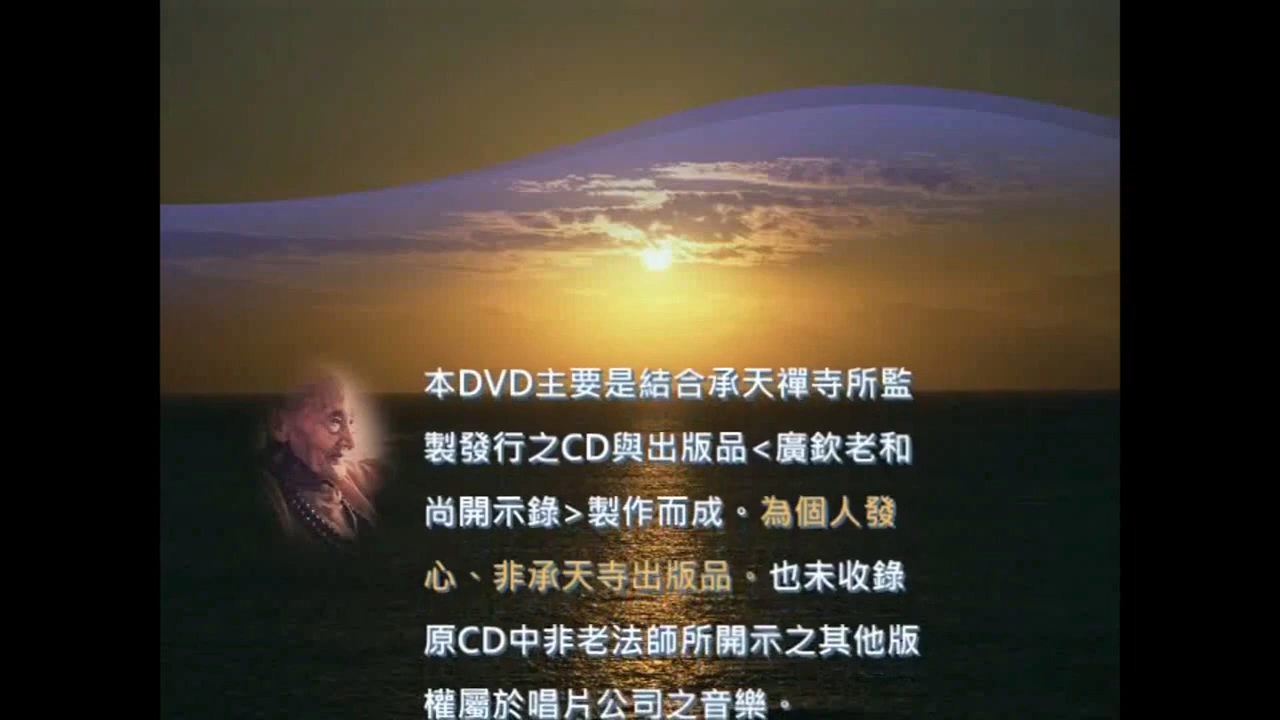 本DVD主要是結合承天禪寺所監
製發行之CD與出版品<廣欽老和
尚開示錄>製作而成。為個人發
心、非承天寺出版品。也未收錄
原CD中非老法師所開示之其他版
權屬於唱片公司之音樂。